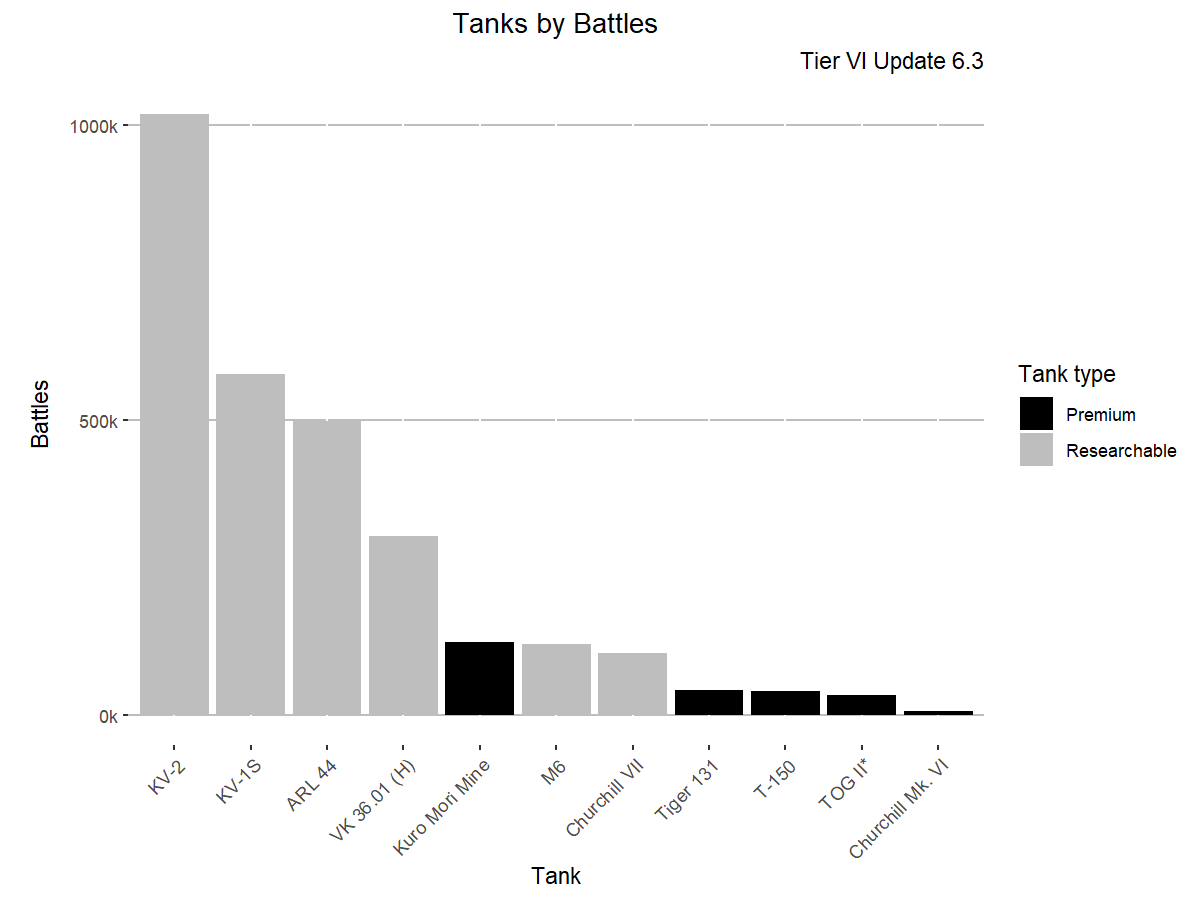 Tanks by Battles
Tier VI Update 6.3
1000k
500k
0k
Battles
KV-2
KV-1S
ARL 44
VK 36.01 (H)
Kuro Mori Mine
M6
Churchill VII
Tiger 131
T-150
TOG II*
Churchill Mk. VI
Tank
Tank type
Premium
Researchable